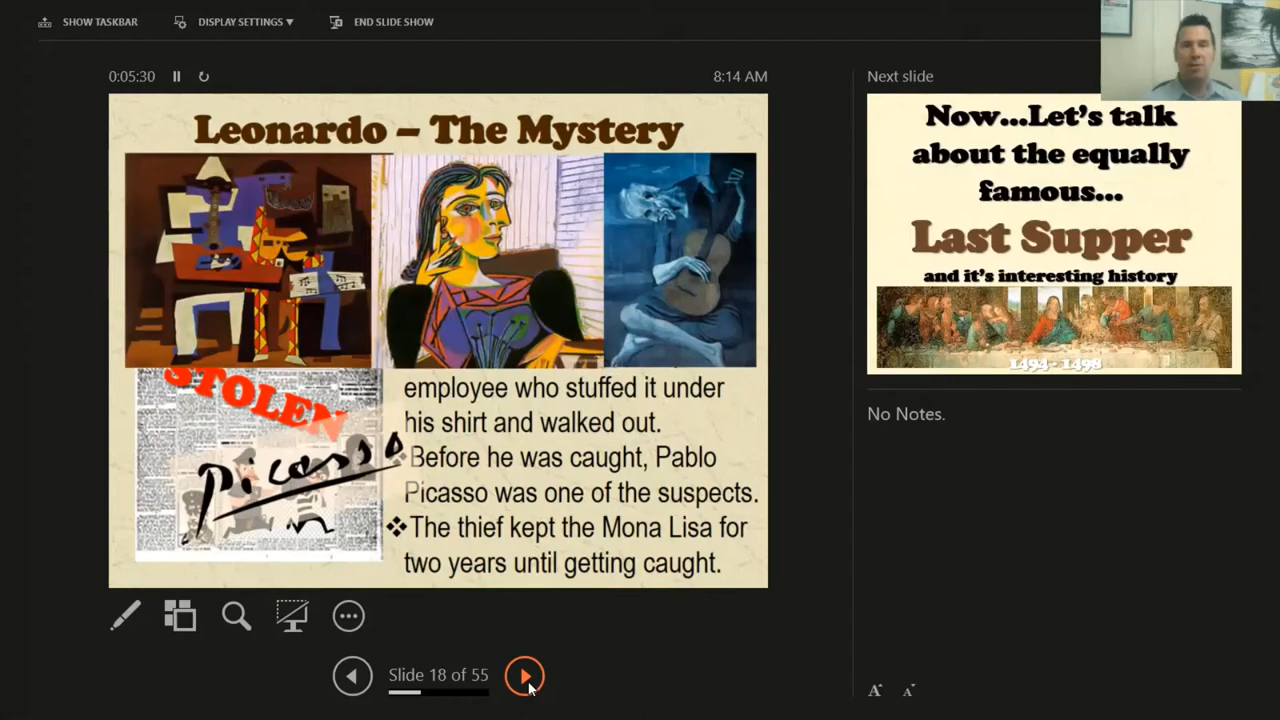 SHOW TASKBAR
DISPLAY SETTINGS ▼
END SLIDE SHOW
0:05:30
8:14 AM
Leonardo – The Mystery
STOLEN
Picasso
employee who stuffed it under
his shirt and walked out.
Before he was caught, Pablo
Picasso was one of the suspects.
❖The thief kept the Mona Lisa for
two years until getting caught.
Slide 18 of 55
Next slide
Now...Let's talk
about the equally
famous...
Last Supper
and it's interesting history
1494 - 1498
No Notes.
A A